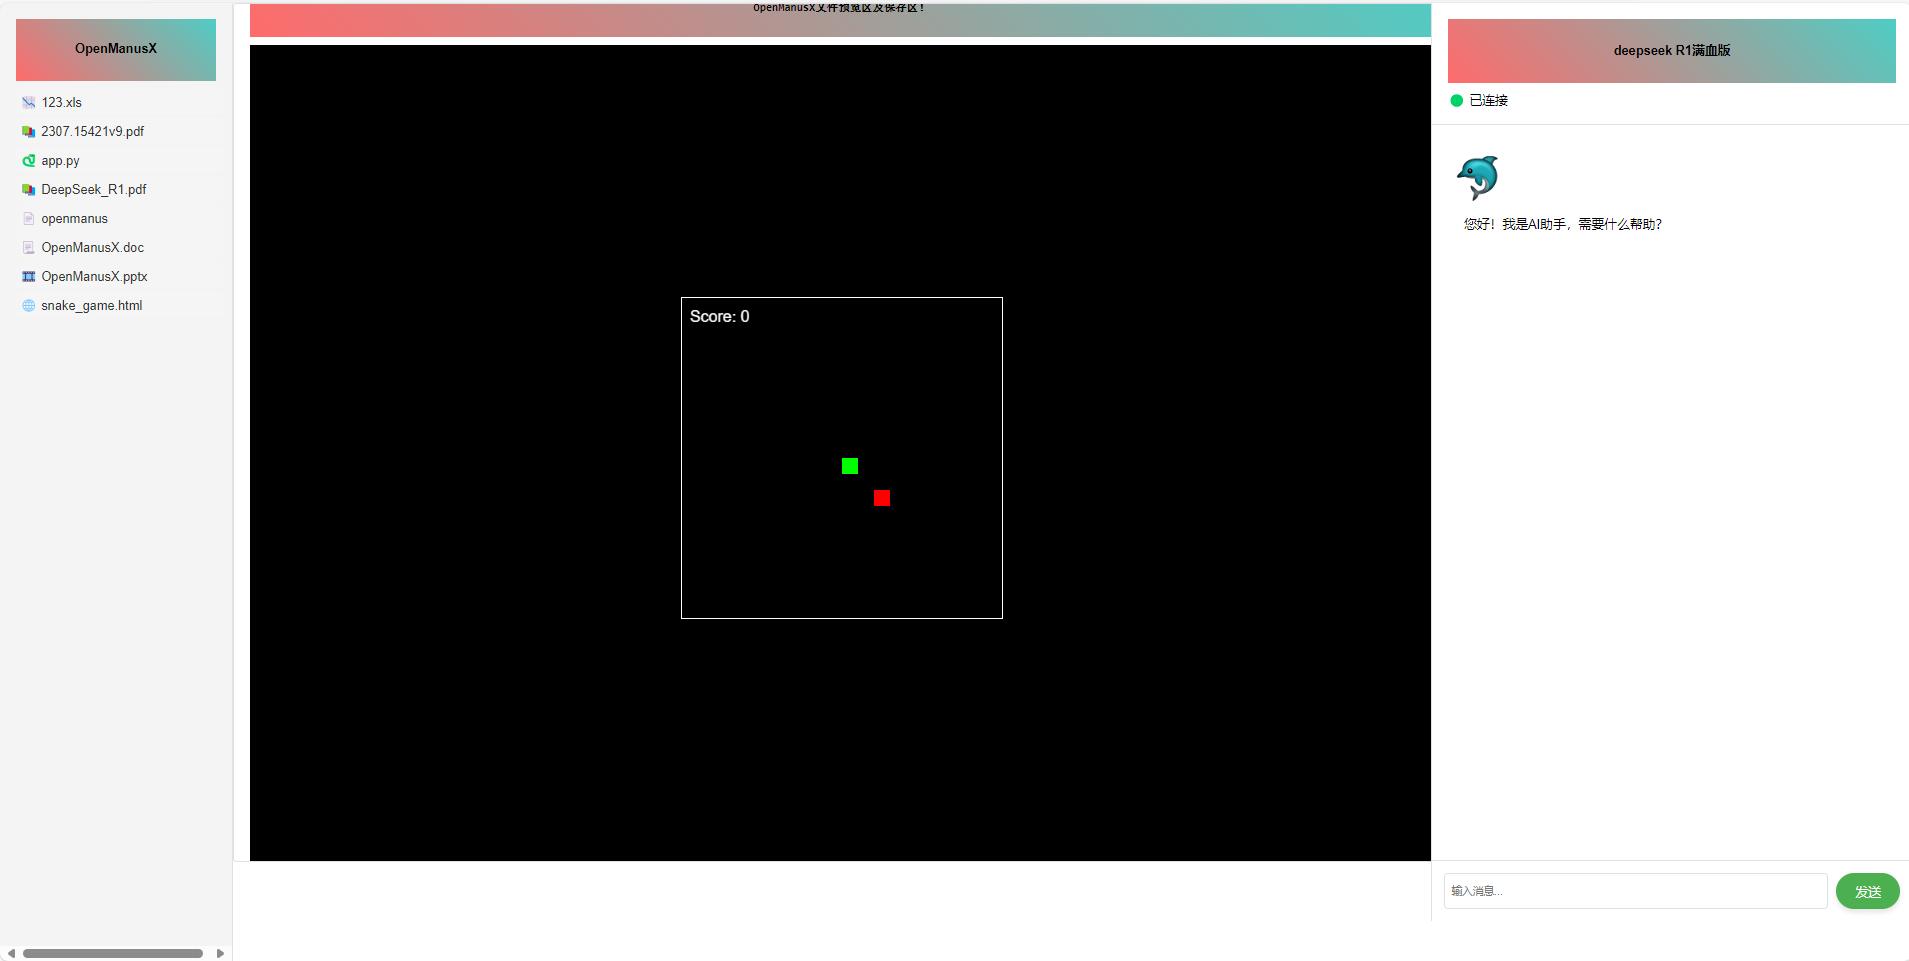 OpenManusX
123.xls
2307.15421v9.pdf
app.py
DeepSeek_R1.pdf
openmanus
OpenManusX.doc
OpenManusX.pptx
snake_game.html
OpenManusX文件预览区及保存区！
Score: 0
deepseek R1满血版
已连接
您好！我是AI助手，需要什么帮助？
输入消息...
发送